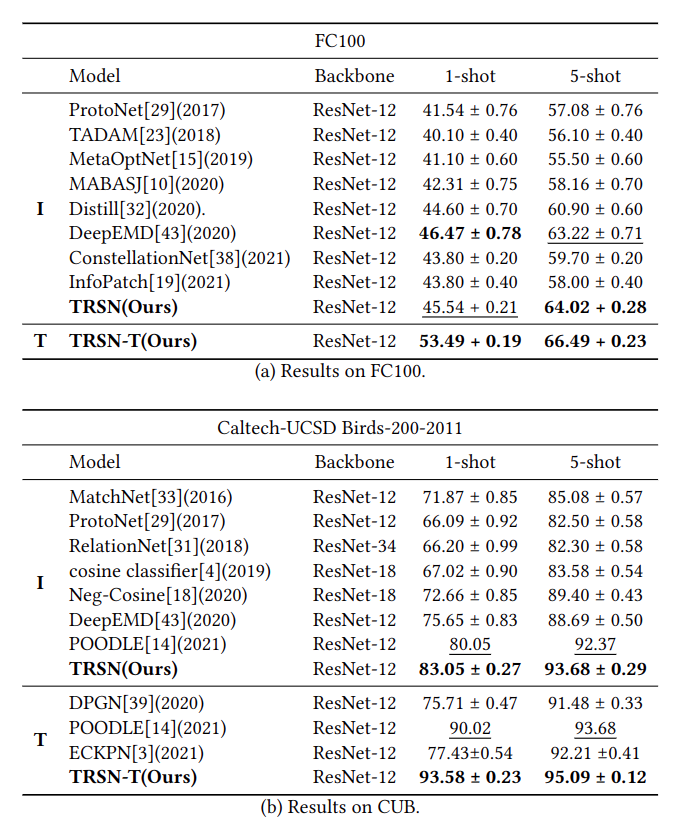 FC100
Model Backbone 1-shot 5-shot
ProtoNet[29](2017) ResNet-12 41.54 ± 0.76 57.08 ± 0.76
TADAM[23](2018) ResNet-12 40.10 ± 0.40 56.10 ± 0.40
MetaOptNet[15](2019) ResNet-12 41.10 ± 0.60 55.50 ± 0.60
MABASJ[10](2020) ResNet-12 42.31 ± 0.75 58.16 ± 0.70
I Distill[32](2020). ResNet-12 44.60 ± 0.70 60.90 ± 0.60
DeepEMD[43](2020) ResNet-12 46.47 ± 0.78 63.22 ± 0.71
ConstellationNet[38](2021) ResNet-12 43.80 ± 0.20 59.70 ± 0.20
InfoPatch[19](2021) ResNet-12 43.80 ± 0.40 58.00 ± 0.40
TRSN(Ours) ResNet-12 45.54 + 0.21 64.02 + 0.28
T TRSN-T(Ours) ResNet-12 53.49 + 0.19 66.49 + 0.23
(a) Results on FC100.
Caltech-UCSD Birds-200-2011
Model Backbone 1-shot 5-shot
MatchNet[33](2016) ResNet-12 71.87 ± 0.85 85.08 ± 0.57
ProtoNet[29](2017) ResNet-12 66.09 ± 0.92 82.50 ± 0.58
RelationNet[31](2018) ResNet-34 66.20 ± 0.99 82.30 ± 0.58
I cosine classifier[4](2019) ResNet-18 67.02 ± 0.90 83.58 ± 0.54
Neg-Cosine[18](2020) ResNet-18 72.66 ± 0.85 89.40 ± 0.43
DeepEMD[43](2020) ResNet-12 75.65 ± 0.83 88.69 ± 0.50
POODLE[14](2021) ResNet-12 80.05 92.37
TRSN(Ours) ResNet-12 83.05 ± 0.27 93.68 ± 0.29
DPGN[39](2020) ResNet-12 75.71 ± 0.47 91.48 ± 0.33
T POODLE[14](2021) ResNet-12 90.02 93.68
ECKPN[3](2021) ResNet-12 77.43±0.54 92.21 ±0.41
TRSN-T(Ours) ResNet-12 93.58 ± 0.23 95.09 ± 0.12
(b) Results on CUB.